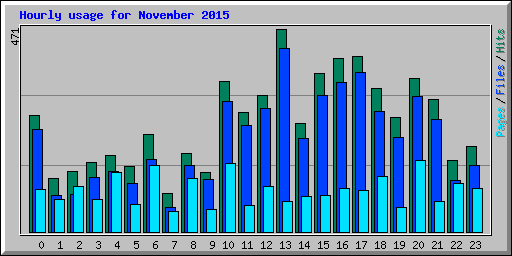 Hourly usage for November 2015
471
Pages/Files/Hits
0 1 2 3 4 5 6 7 8 9 10 11 12 13 14 15 16 17 18 19 20 21 22 23